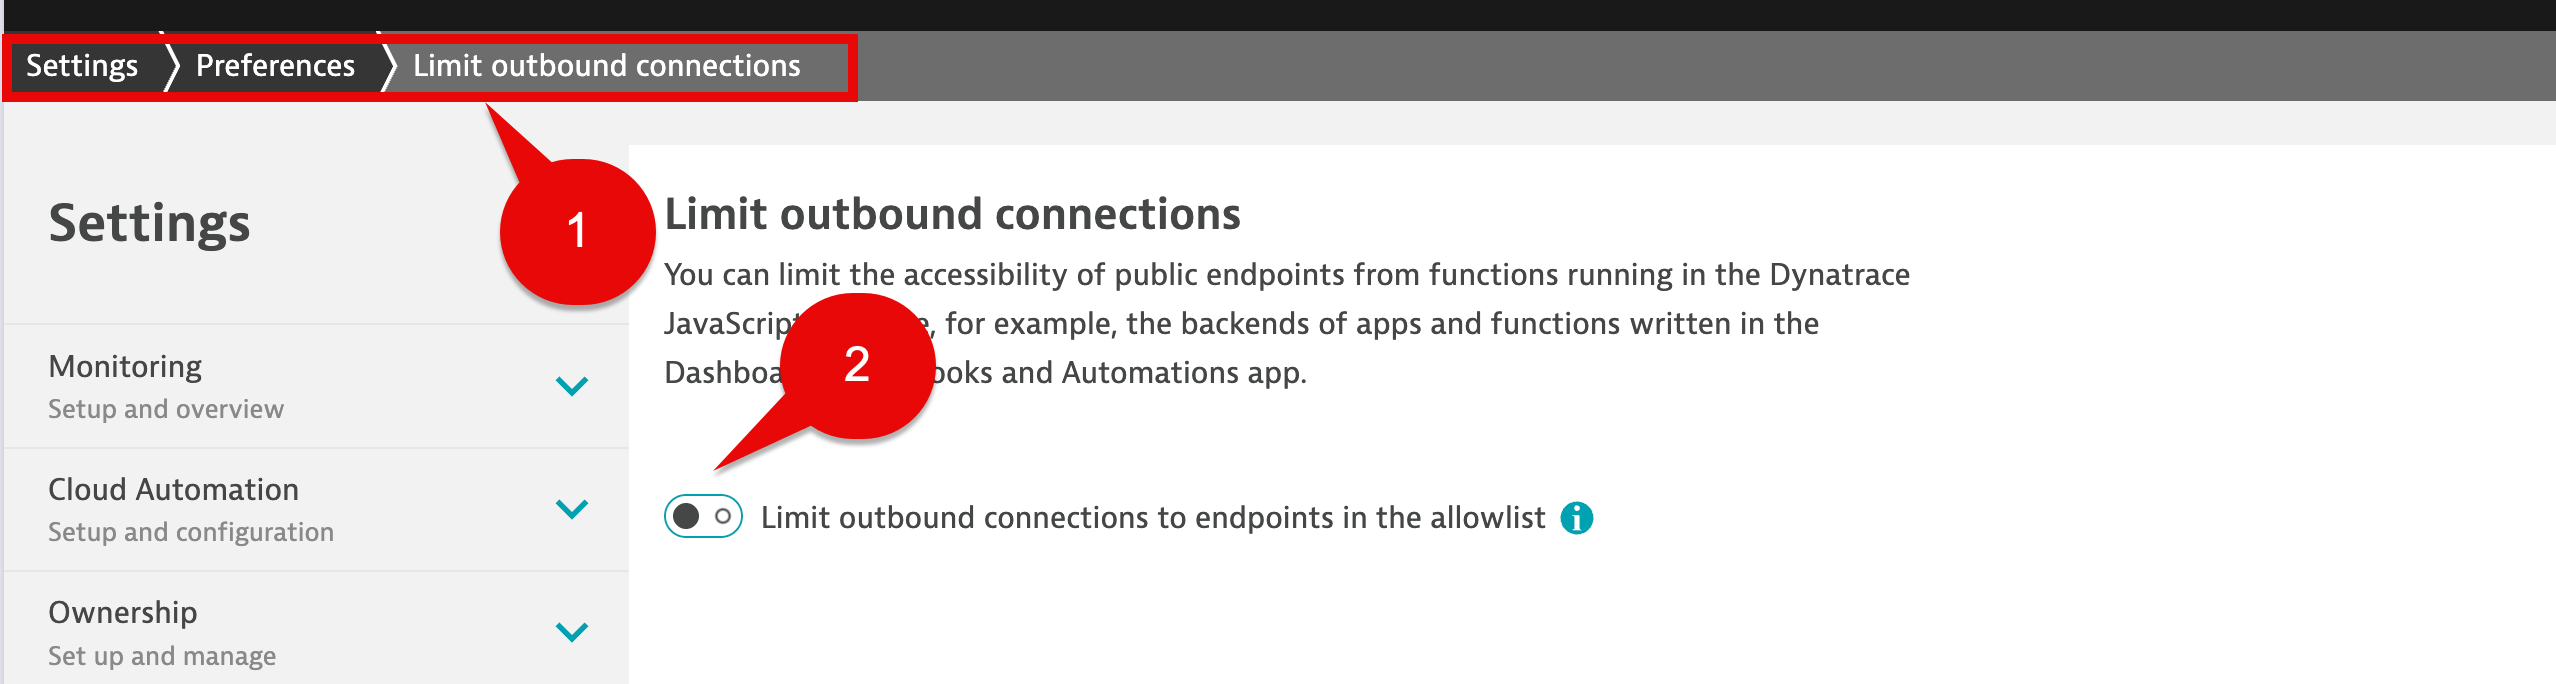 Settings Preferences Limit outbound connections
Settings
1
Limit outbound connections
You can limit the accessibility of public endpoints from functions running in the Dynatrace
JavaScript , for example, the backends of apps and functions written in the
2
and Automations app.
Limit outbound connections to endpoints in the allowlist
Monitoring
Setup and overview
Cloud Automation
Setup and configuration
Ownership
Set up and manage